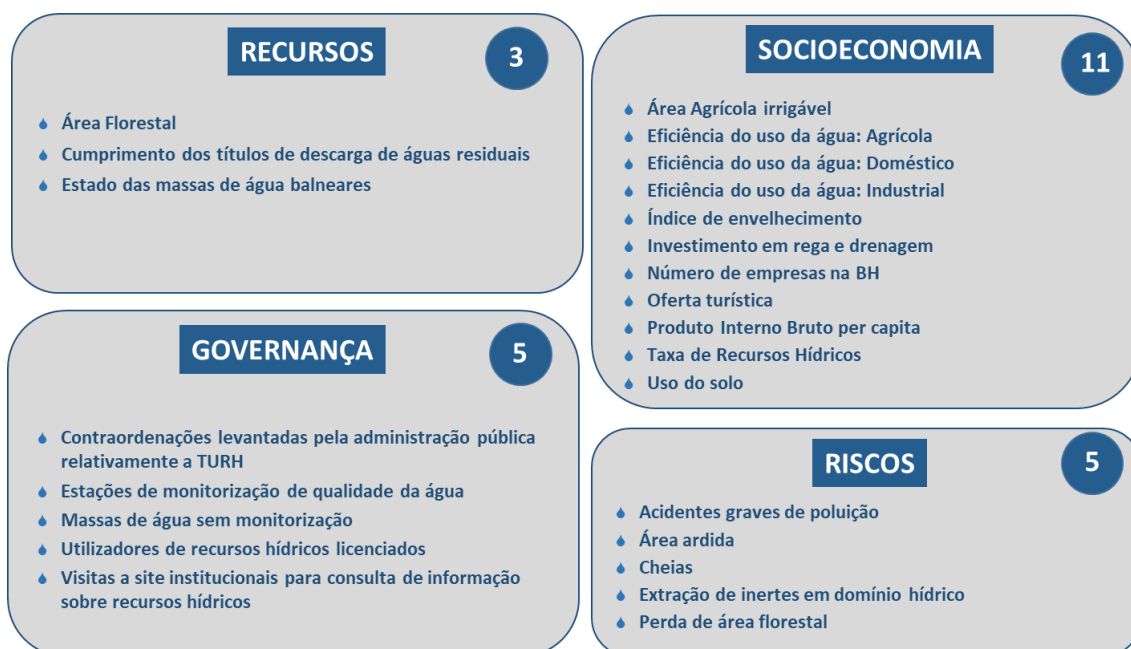 RECURSOS
3
Área Florestal
Cumprimento dos títulos de descarga de águas residuais
Estado das massas de água balneares
SOCIOECONOMIA
11
Área Agrícola irrigável
Eficiência do uso da água: Agrícola
Eficiência do uso da água: Doméstico
Eficiência do uso da água: Industrial
Índice de envelhecimento
Investimento em rega e drenagem
Número de empresas na BH
Oferta turística
Produto Interno Bruto per capita
Taxa de Recursos Hídricos
Uso do solo
GOVERNANÇA
5
Contraordenações levantadas pela administração pública
relativamente a TURH
Estações de monitorização de qualidade da água
Massas de água sem monitorização
Utilizadores de recursos hídricos licenciados
Visitas a site institucionais para consulta de informação
sobre recursos hídricos
RISCOS
5
Acidentes graves de poluição
Área ardida
Cheias
Extração de inertes em domínio hídrico
Perda de área florestal